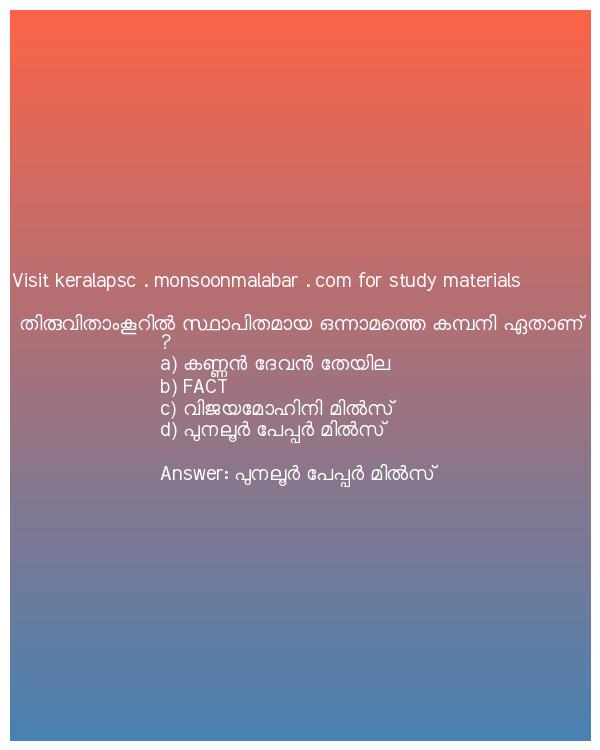 Visit keralapsc . monsoonmalabar . com for study materials
തിരുവിതാംകൂറിൽ സ്ഥാപിതമായ ഒന്നാമത്തെ കമ്പനി ഏതാണ്
?
a) കണ്ണൻ ദേവൻ തേയില
b) FACT
c) വിജയമോഹിനി മിൽസ്
d) പുനലൂർ പേപ്പർ മിൽസ്
Answer: പുനലൂർ പേപ്പർ മിൽസ്